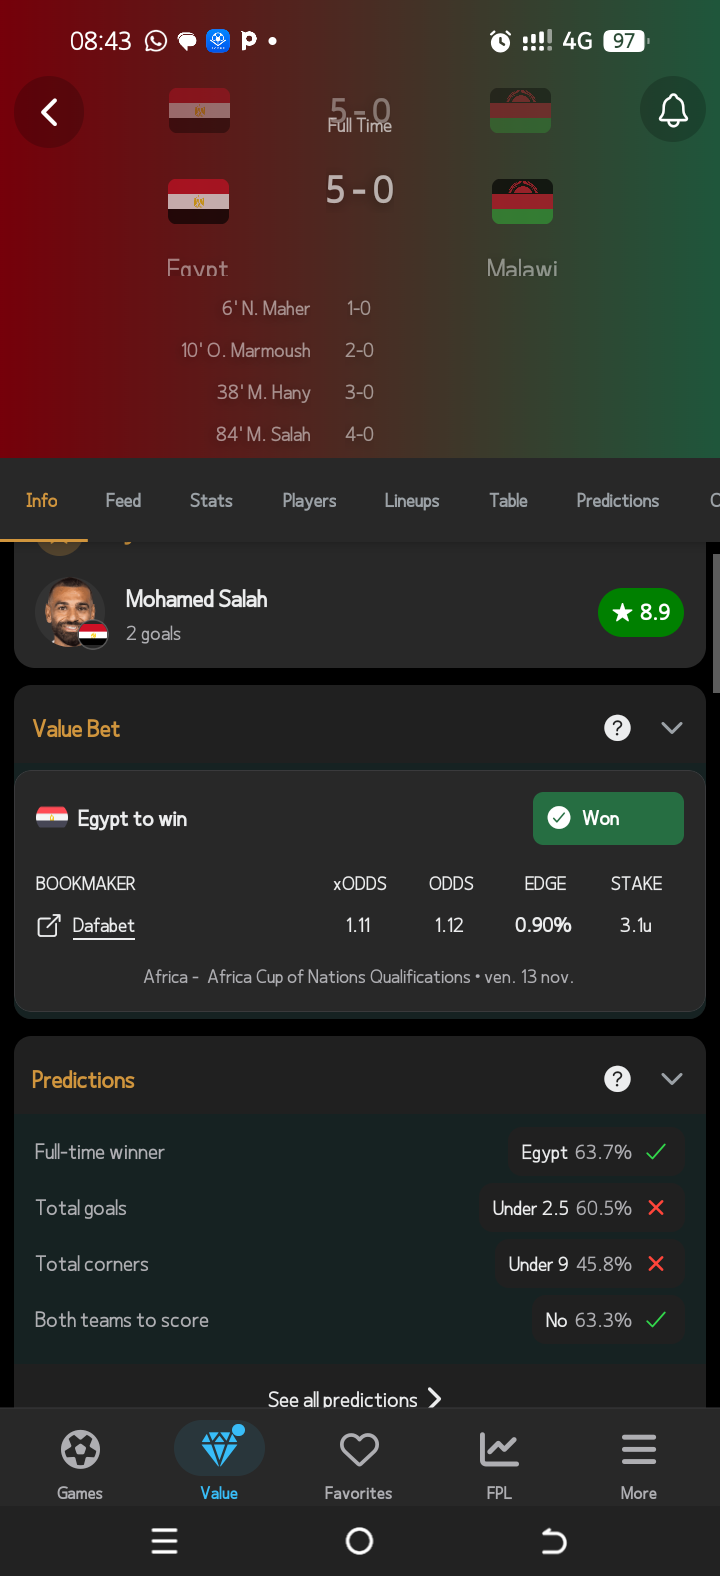 08:43 4G 97
5-0
Full Time
5-0
Egypt Malawi
6' N. Maher 1-0
10' O. Marmoush 2-0
38' M. Hany 3-0
84' M. Salah 4-0
Info Feed Stats Players Lineups Table Predictions
Mohamed Salah
2 goals
8.9
Value Bet ?
Egypt to win Won
BOOKMAKER xODDS ODDS EDGE STAKE
Dafabet 1.11 1.12 0.90% 3.1u
Africa - Africa Cup of Nations Qualifications • ven. 13 nov.
Predictions ?
Full-time winner Egypt 63.7%
Total goals Under 2.5 60.5%
Total corners Under 9 45.8%
Both teams to score No 63.3%
See all predictions
Games Value Favorites FPL More